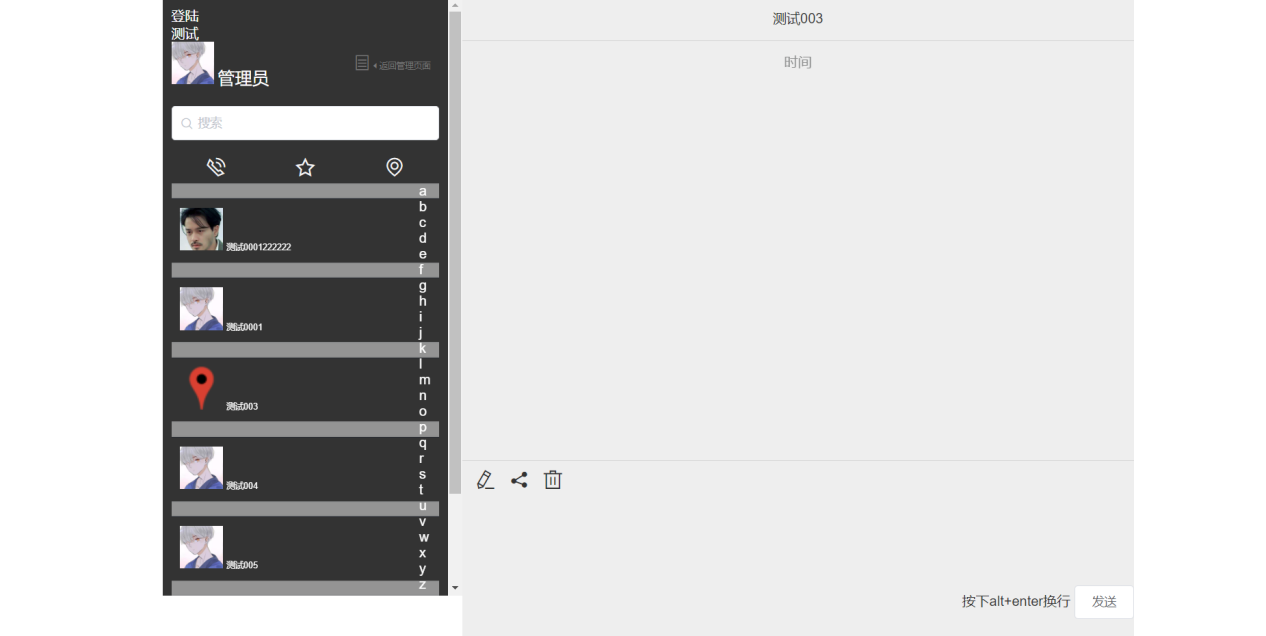 登陆
测试
管理员
返回管理页面
搜索
a
b
c
测试0001222222
d
e
f
g
h
i
测试0001
j
k
l
m
n
测试003
o
p
q
r
s
测试004
t
u
v
w
x
测试005
y
z
测试003
时间
按下alt+enter换行
发送